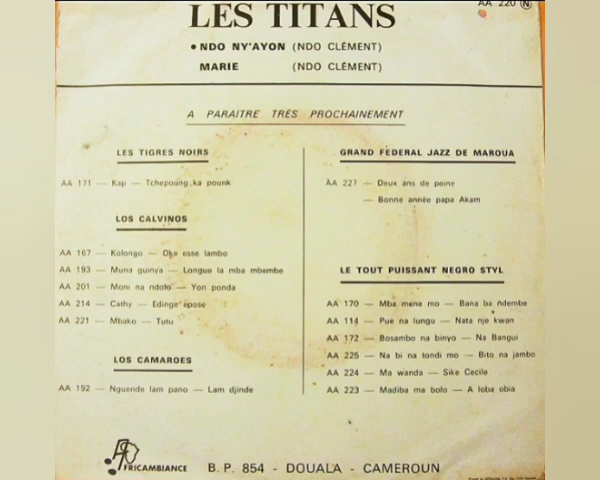 AA 220 N
LES TITANS
• NDO NY'AYON (NDO CLÉMENT)
MARIE (NDO CLÉMENT)
A PARAITRE TRÈS PROCHAINEMENT
LES TIGRES NOIRS
AA 171 — Kap — Tchepoung ka pounk
LOS CALVINOS
AA 167 — Kolongo — Oke esse lambo
AA 193 — Muna guinya — Longue la mba mbembe
AA 201 — Moni na ndolo — Yon ponda
AA 214 — Cathy — Edinge epose
AA 221 — Mbako — Tutu
LOS CAMAROES
AA 192 — Nguende lam pano — Lam djinde
GRAND FEDERAL JAZZ DE MAROUA
AA 227 — Deux ans de peine
— Bonne année papa Akam
LE TOUT PUISSANT NEGRO STYL
AA 170 — Mba mene mo — Bana ba ndembe
AA 114 — Pue na lungu — Nata nje kwan
AA 172 — Bosambo na binyo — Na Bangui
AA 225 — Na bi na tondi mo — Bito na jambo
AA 224 — Ma wanda — Sike Cecile
AA 223 — Madiba ma bolo — A loba obia
AFRICAMBIANCE B. P. 854 - DOUALA - CAMEROUN